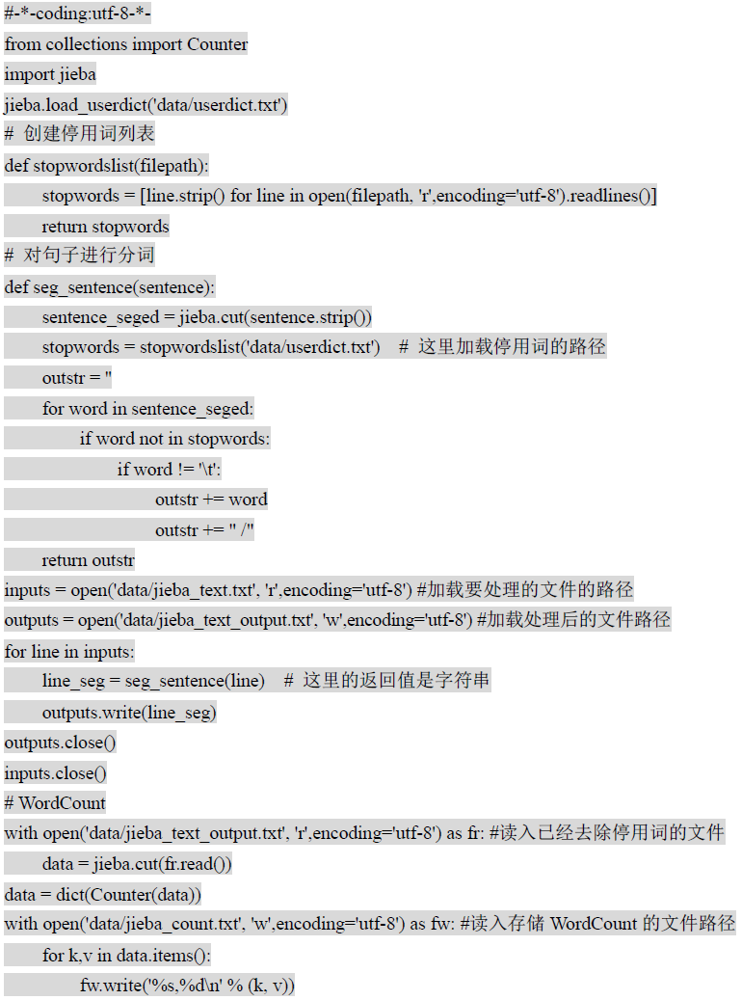 #-*-coding:utf-8-*-
from collections import Counter
import jieba
jieba.load_userdict('data/userdict.txt')
# 创建停用词列表
def stopwordslist(filepath):
    stopwords = [line.strip() for line in open(filepath, 'r',encoding='utf-8').readlines()]
    return stopwords
# 对句子进行分词
def seg_sentence(sentence):
    sentence_seged = jieba.cut(sentence.strip())
    stopwords = stopwordslist('data/userdict.txt')    # 这里加载停用词的路径
    outstr = ''
    for word in sentence_seged:
        if word not in stopwords:
            if word != '\t':
                outstr += word
                outstr += " /"
    return outstr
inputs = open('data/jieba_text.txt', 'r',encoding='utf-8') #加载要处理的文件的路径
outputs = open('data/jieba_text_output.txt', 'w',encoding='utf-8') #加载处理后的文件路径
for line in inputs:
    line_seg = seg_sentence(line)    # 这里的返回值是字符串
    outputs.write(line_seg)
outputs.close()
inputs.close()
# WordCount
with open('data/jieba_text_output.txt', 'r',encoding='utf-8') as fr: #读入已经去除停用词的文件
    data = jieba.cut(fr.read())
data = dict(Counter(data))
with open('data/jieba_count.txt', 'w',encoding='utf-8') as fw: #读入存储 WordCount 的文件路径
    for k,v in data.items():
        fw.write('%s,%d\n' % (k, v))